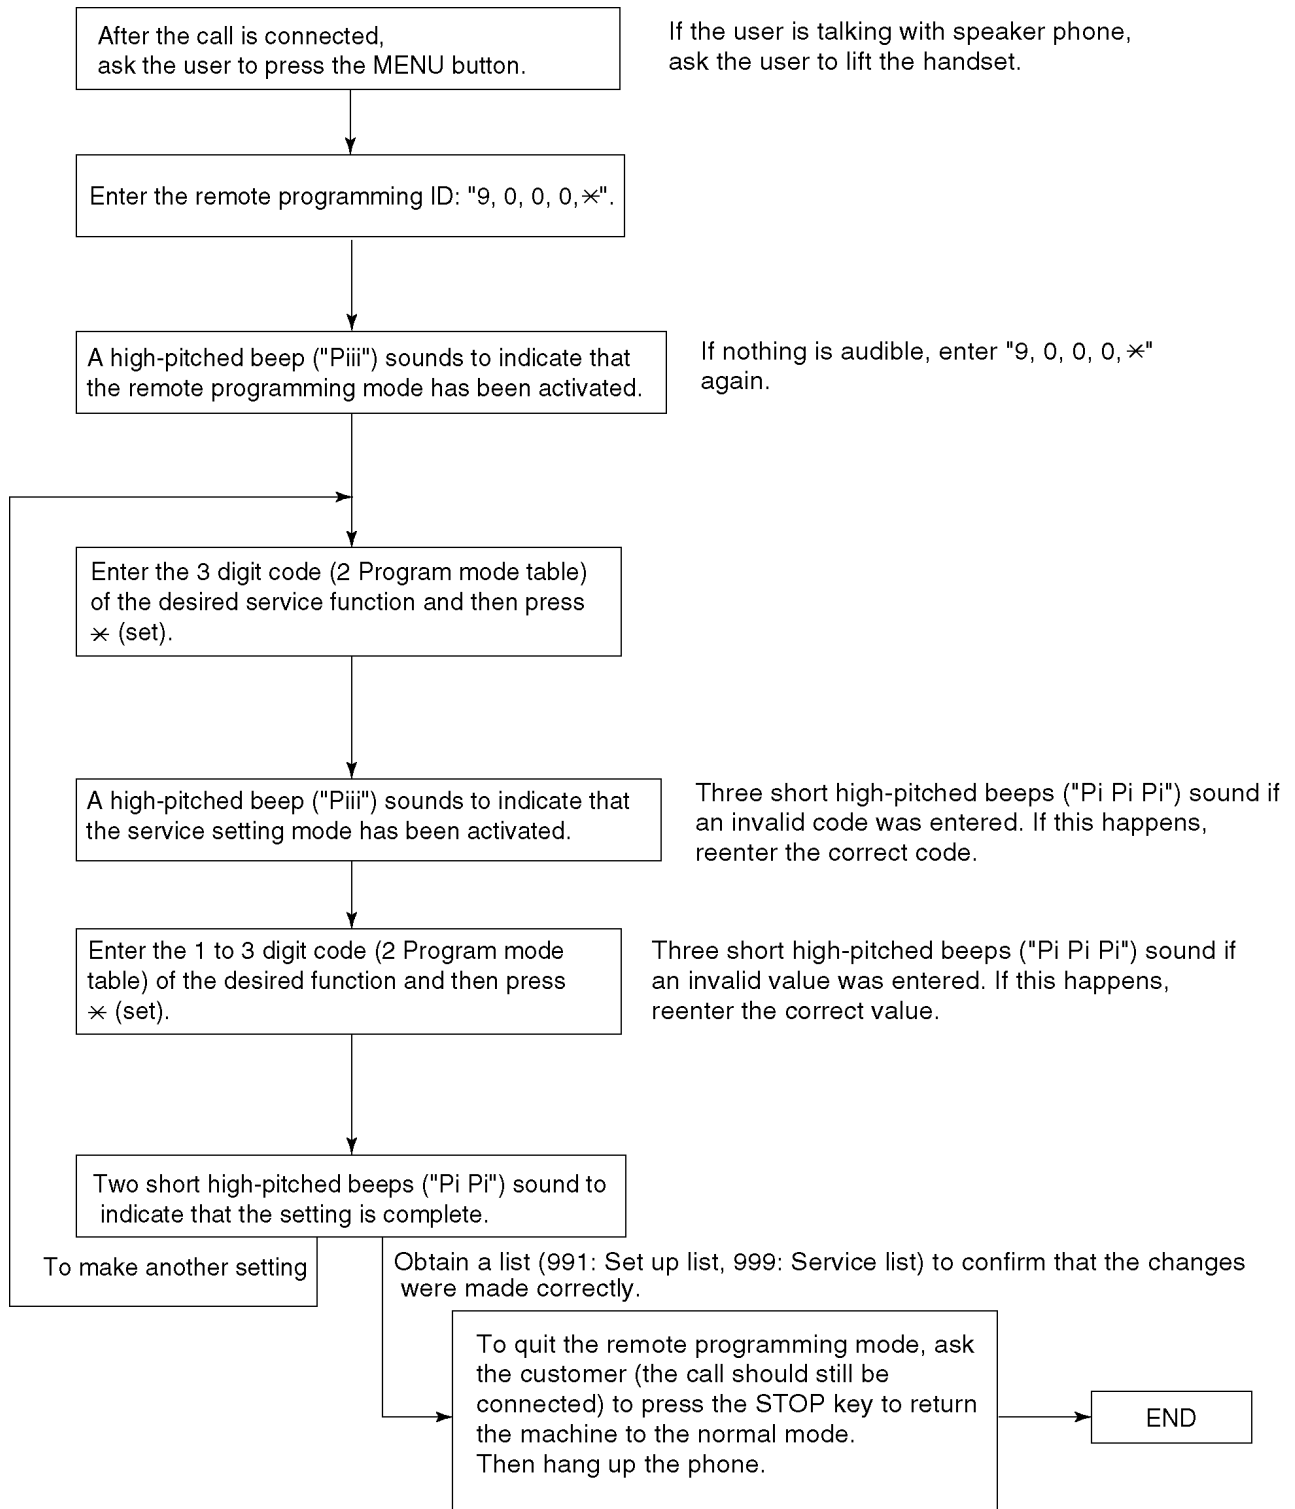 After the call is connected,
ask the user to press the MENU button.
If the user is talking with speaker phone,
ask the user to lift the handset.
Enter the remote programming ID: "9, 0, 0, 0,＊".
A high-pitched beep ("Piii") sounds to indicate that
the remote programming mode has been activated.
If nothing is audible, enter "9, 0, 0, 0,＊"
again.
Enter the 3 digit code (2 Program mode table)
of the desired service function and then press
＊ (set).
A high-pitched beep ("Piii") sounds to indicate that
the service setting mode has been activated.
Three short high-pitched beeps ("Pi Pi Pi") sound if
an invalid code was entered. If this happens,
reenter the correct code.
Enter the 1 to 3 digit code (2 Program mode
table) of the desired function and then press
＊ (set).
Three short high-pitched beeps ("Pi Pi Pi") sound if
an invalid value was entered. If this happens,
reenter the correct value.
Two short high-pitched beeps ("Pi Pi") sound to
indicate that the setting is complete.
To make another setting
Obtain a list (991: Set up list, 999: Service list) to confirm that the changes
were made correctly.
To quit the remote programming mode, ask
the customer (the call should still be
connected) to press the STOP key to return
the machine to the normal mode.
Then hang up the phone.
END